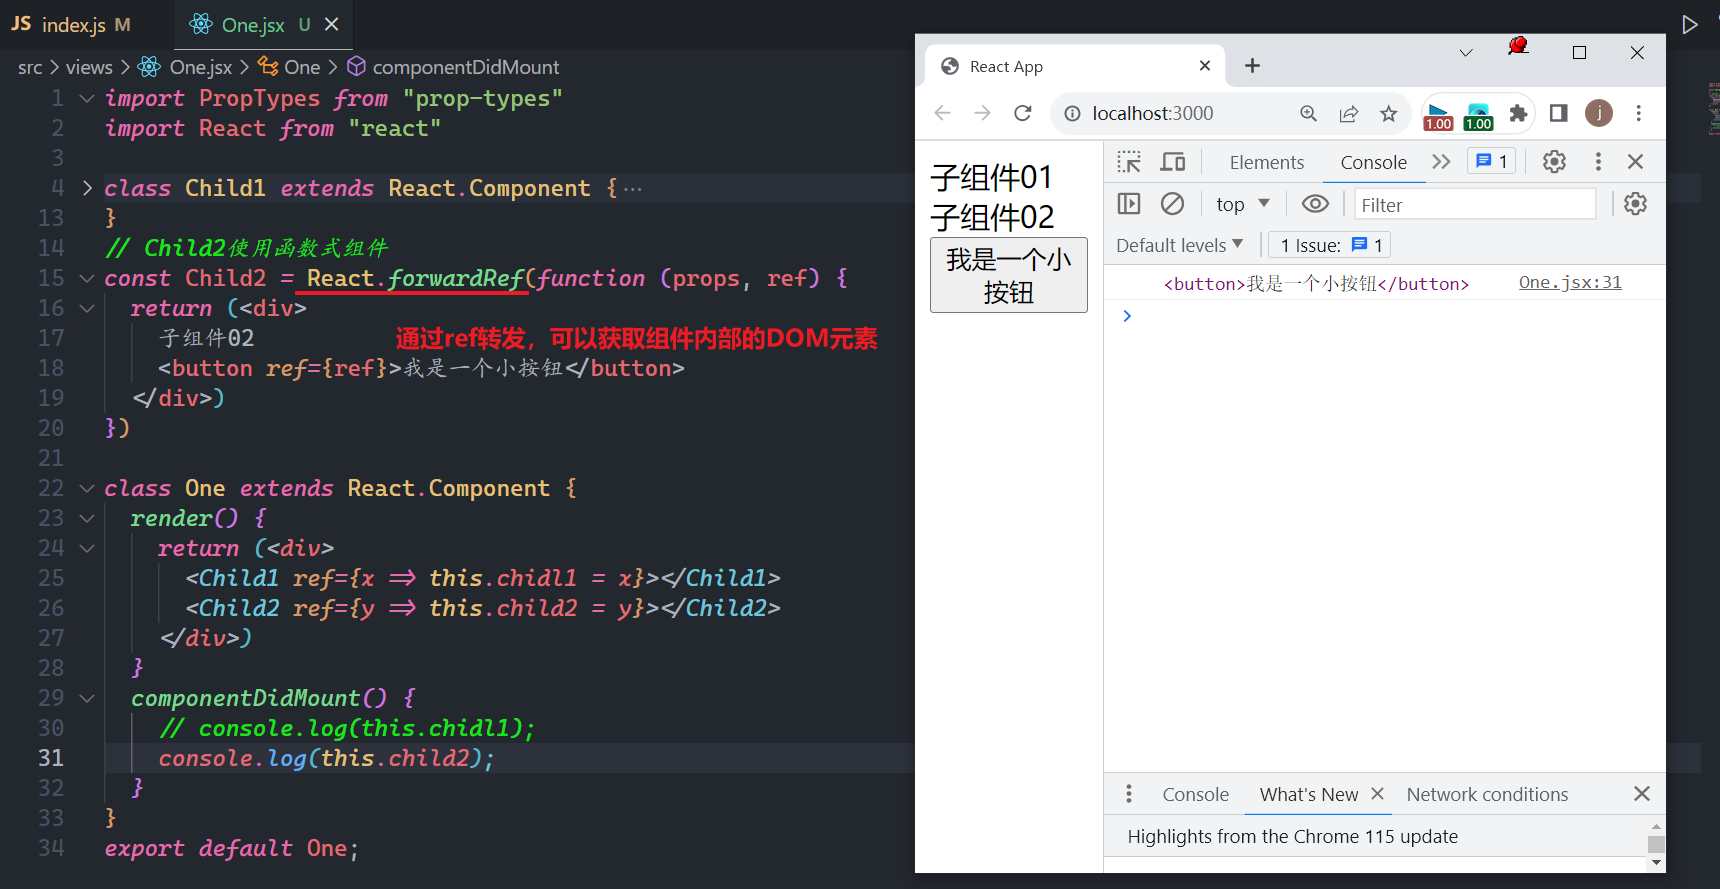 JS index.js M
One.jsx U
src > views > One.jsx > One > componentDidMount
1 import PropTypes from "prop-types"
2 import React from "react"
3
4 class Child1 extends React.Component {···
13 }
14 // Child2使用函数式组件
15 const Child2 = React.forwardRef(function (props, ref) {
16 return (<div>
17 子组件02
通过ref转发，可以获取组件内部的DOM元素
18 <button ref={ref}>我是一个小按钮</button>
19 </div>)
20 })
21
22 class One extends React.Component {
23 render() {
24 return (<div>
25 <Child1 ref={x => this.chidl1 = x}></Child1>
26 <Child2 ref={y => this.child2 = y}></Child2>
27 </div>)
28 }
29 componentDidMount() {
30 // console.log(this.chidl1);
31 console.log(this.child2);
32 }
33 }
34 export default One;
React App
localhost:3000
1.00
1.00
j
子组件01
子组件02
我是一个小
按钮
Elements Console 1
top Filter
Default levels 1 Issue: 1
<button>我是一个小按钮</button> One.jsx:31
Console What's New Network conditions
Highlights from the Chrome 115 update